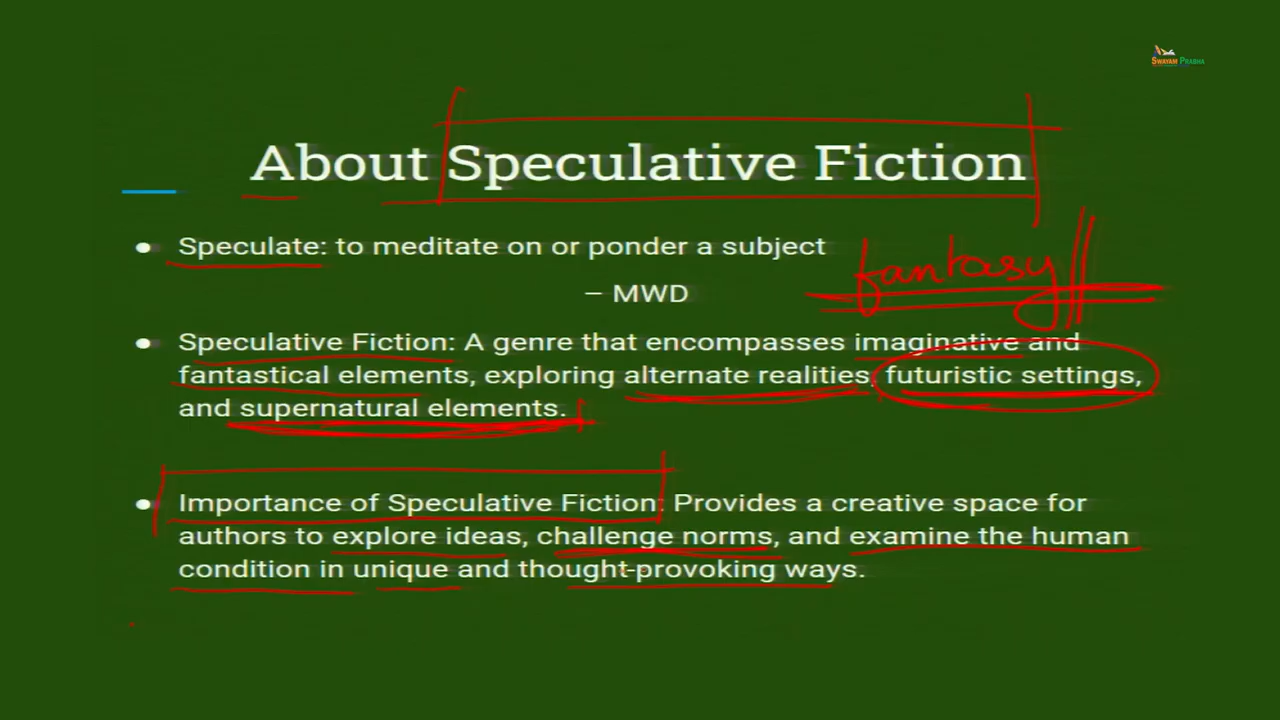 SWAYAM PRABHA
About Speculative Fiction
● Speculate: to meditate on or ponder a subject
– MWD
fantasy
● Speculative Fiction: A genre that encompasses imaginative and
fantastical elements, exploring alternate realities, futuristic settings,
and supernatural elements.
● Importance of Speculative Fiction: Provides a creative space for
authors to explore ideas, challenge norms, and examine the human
condition in unique and thought-provoking ways.